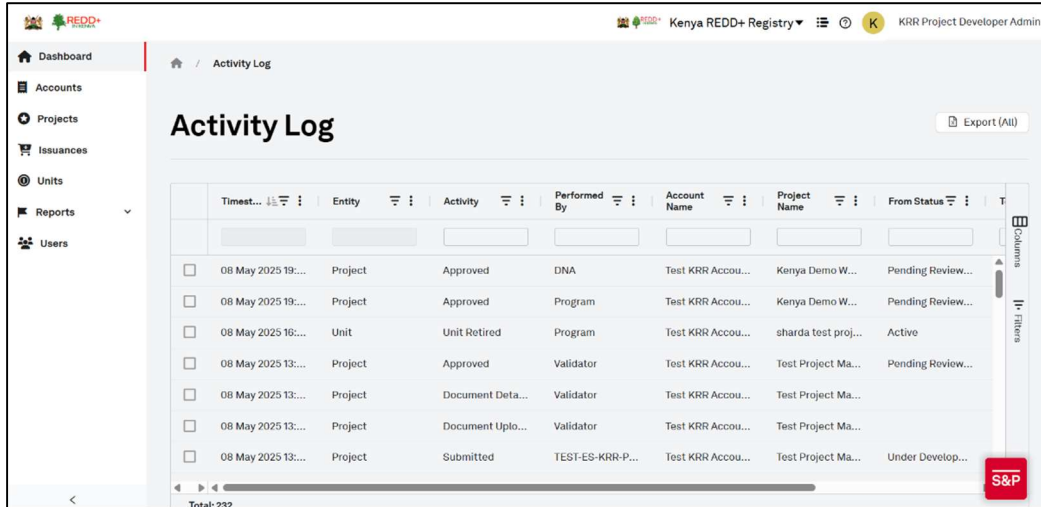 REDD+
IN KENYA
REDD+ Kenya REDD+ Registry K KRR Project Developer Admin
Dashboard
Accounts
Projects
Issuances
Units
Reports
Users
/ Activity Log
Activity Log
Export (All)
Timest... Entity Activity Performed By Account Name Project Name From Status T
08 May 2025 19:... Project Approved DNA Test KRR Accou... Kenya Demo W... Pending Review...
08 May 2025 19:... Project Approved Program Test KRR Accou... Kenya Demo W... Pending Review...
08 May 2025 16:... Unit Unit Retired Program Test KRR Accou... sharda test proj... Active
08 May 2025 13:... Project Approved Validator Test KRR Accou... Test Project Ma... Pending Review...
08 May 2025 13:... Project Document Deta... Validator Test KRR Accou... Test Project Ma...
08 May 2025 13:... Project Document Uplo... Validator Test KRR Accou... Test Project Ma...
08 May 2025 13:... Project Submitted TEST-ES-KRR-P... Test KRR Accou... Test Project Ma... Under Develop...
Total: 232
Columns
Filters
S&P